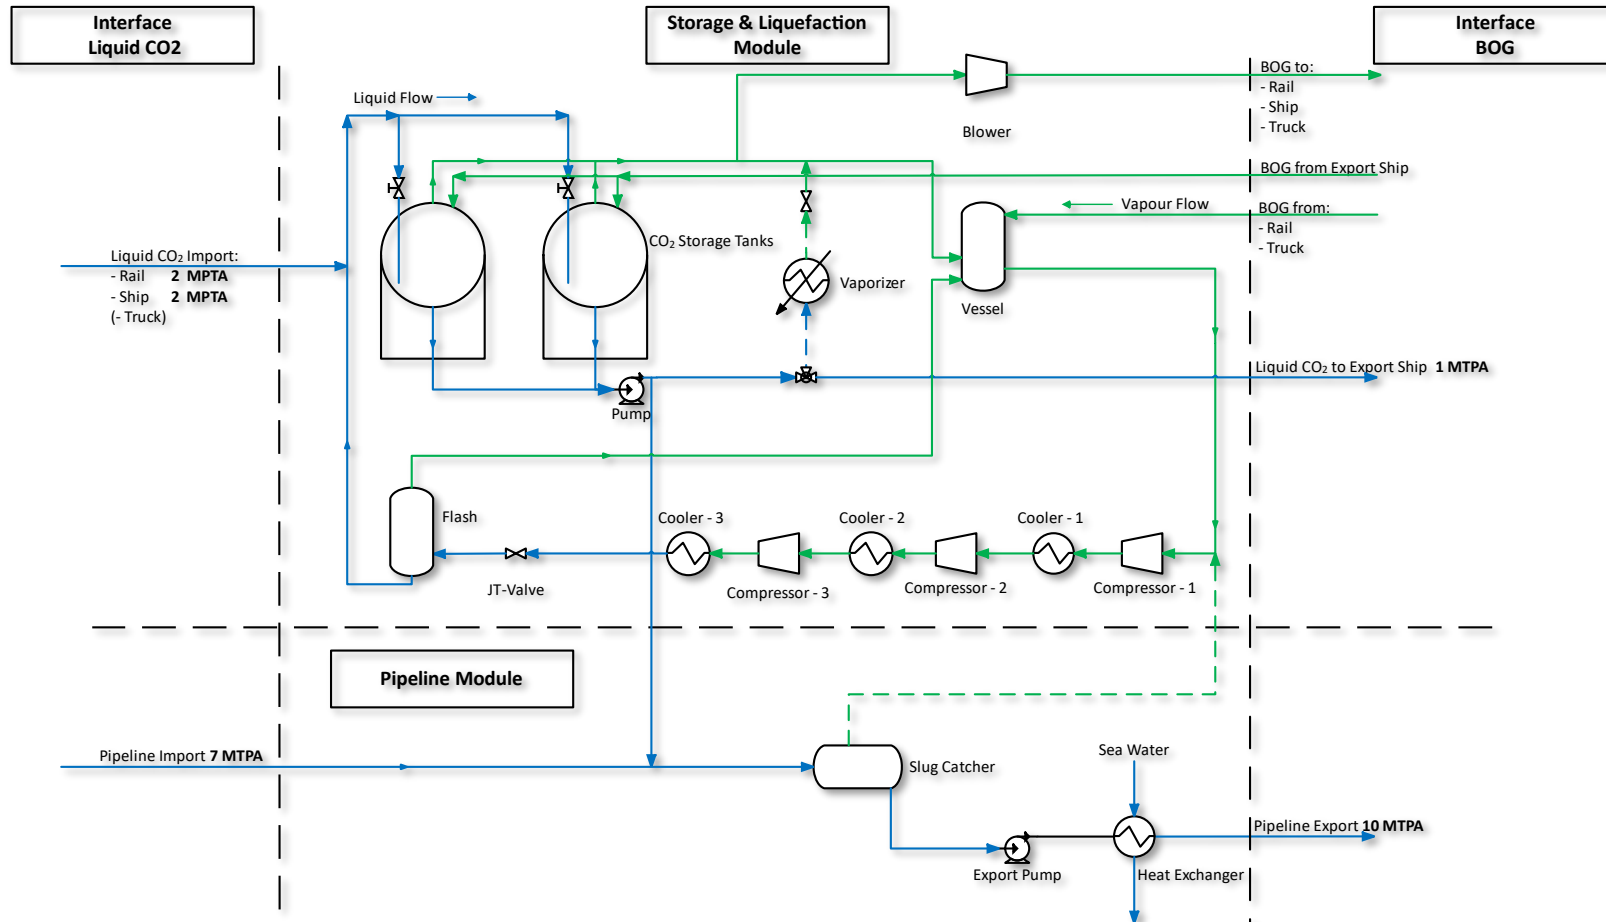 Interface
Liquid CO2
Storage & Liquefaction
Module
Interface
BOG
BOG to:
- Rail
- Ship
- Truck
Liquid Flow
Blower
BOG from Export Ship
Vapour Flow
BOG from:
- Rail
- Truck
CO₂ Storage Tanks
Liquid CO₂ Import:
- Rail 2 MPTA
- Ship 2 MPTA
(- Truck)
Vaporizer
Vessel
Liquid CO₂ to Export Ship 1 MTPA
Pump
Flash
Cooler - 3
Cooler - 2
Cooler - 1
JT-Valve
Compressor - 3
Compressor - 2
Compressor - 1
Pipeline Module
Pipeline Import 7 MTPA
Slug Catcher
Sea Water
Pipeline Export 10 MTPA
Export Pump
Heat Exchanger